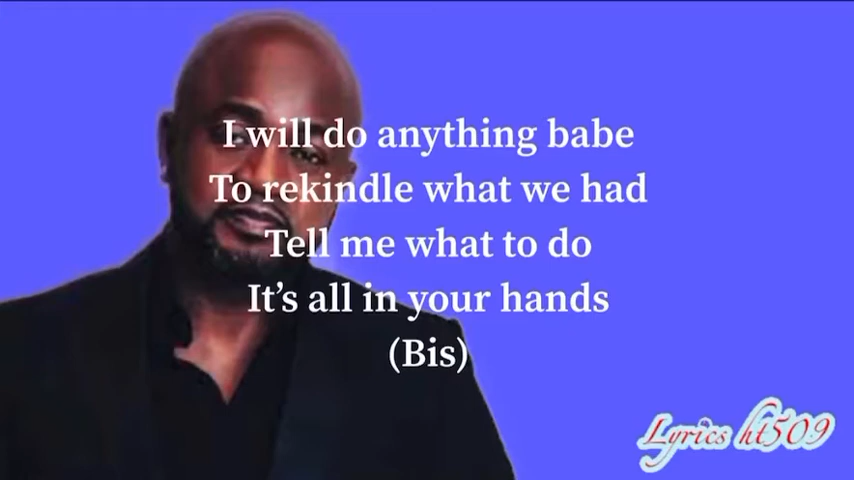 I will do anything babe
To rekindle what we had
Tell me what to do
It's all in your hands
(Bis)
Lyrics ht509